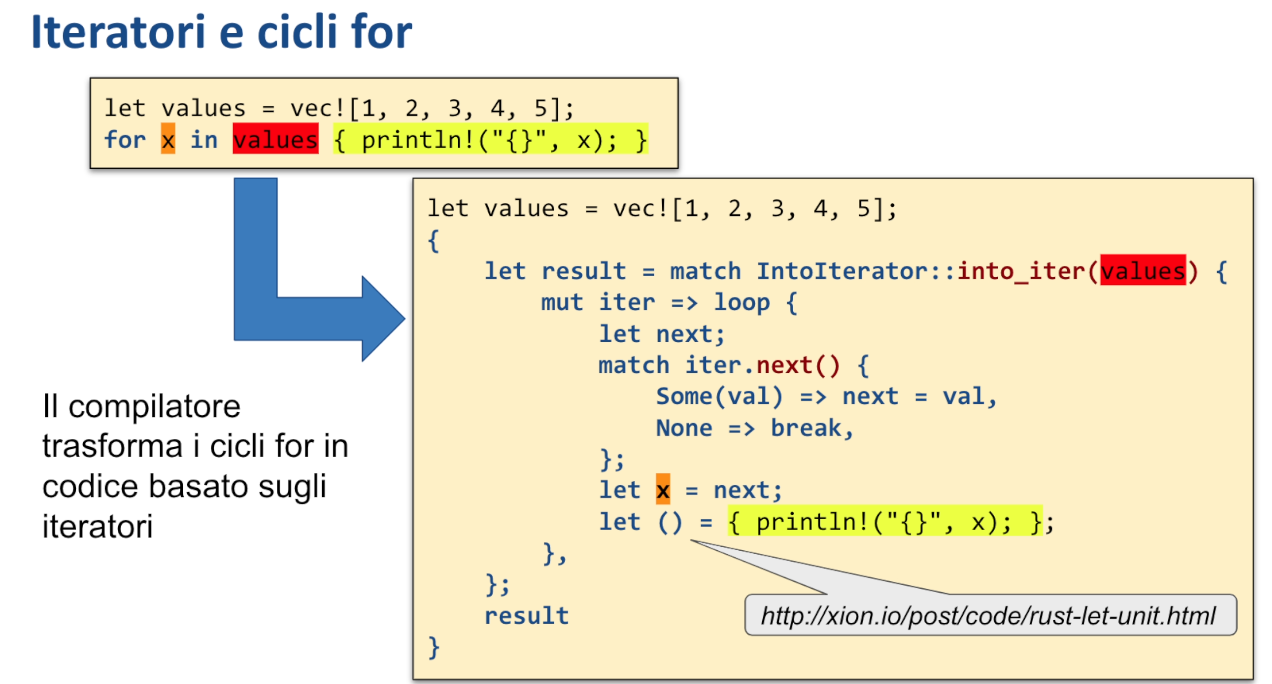 Iteratori e cicli for
let values = vec![1, 2, 3, 4, 5];
for x in values { println!("{}", x); }
let values = vec![1, 2, 3, 4, 5];
{
    let result = match IntoIterator::into_iter(values) {
        mut iter => loop {
            let next;
            match iter.next() {
                Some(val) => next = val,
                None => break,
            };
            let x = next;
            let () = { println!("{}", x); };
        },
    };
    result
}
Il compilatore
trasforma i cicli for in
codice basato sugli
iteratori
http://xion.io/post/code/rust-let-unit.html